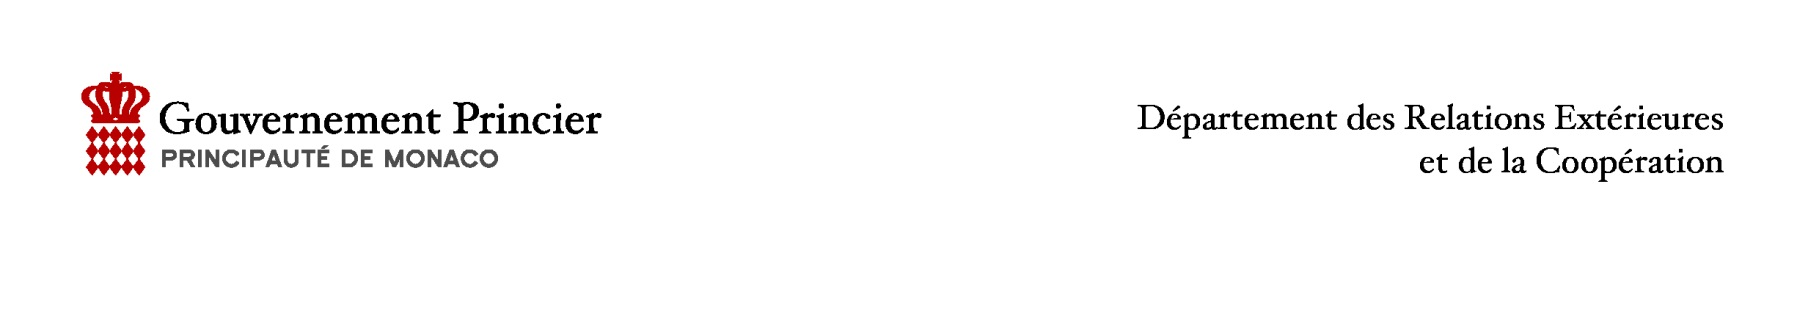 Gouvernement Princier
PRINCIPAUTÉ DE MONACO
Département des Relations Extérieures
et de la Coopération